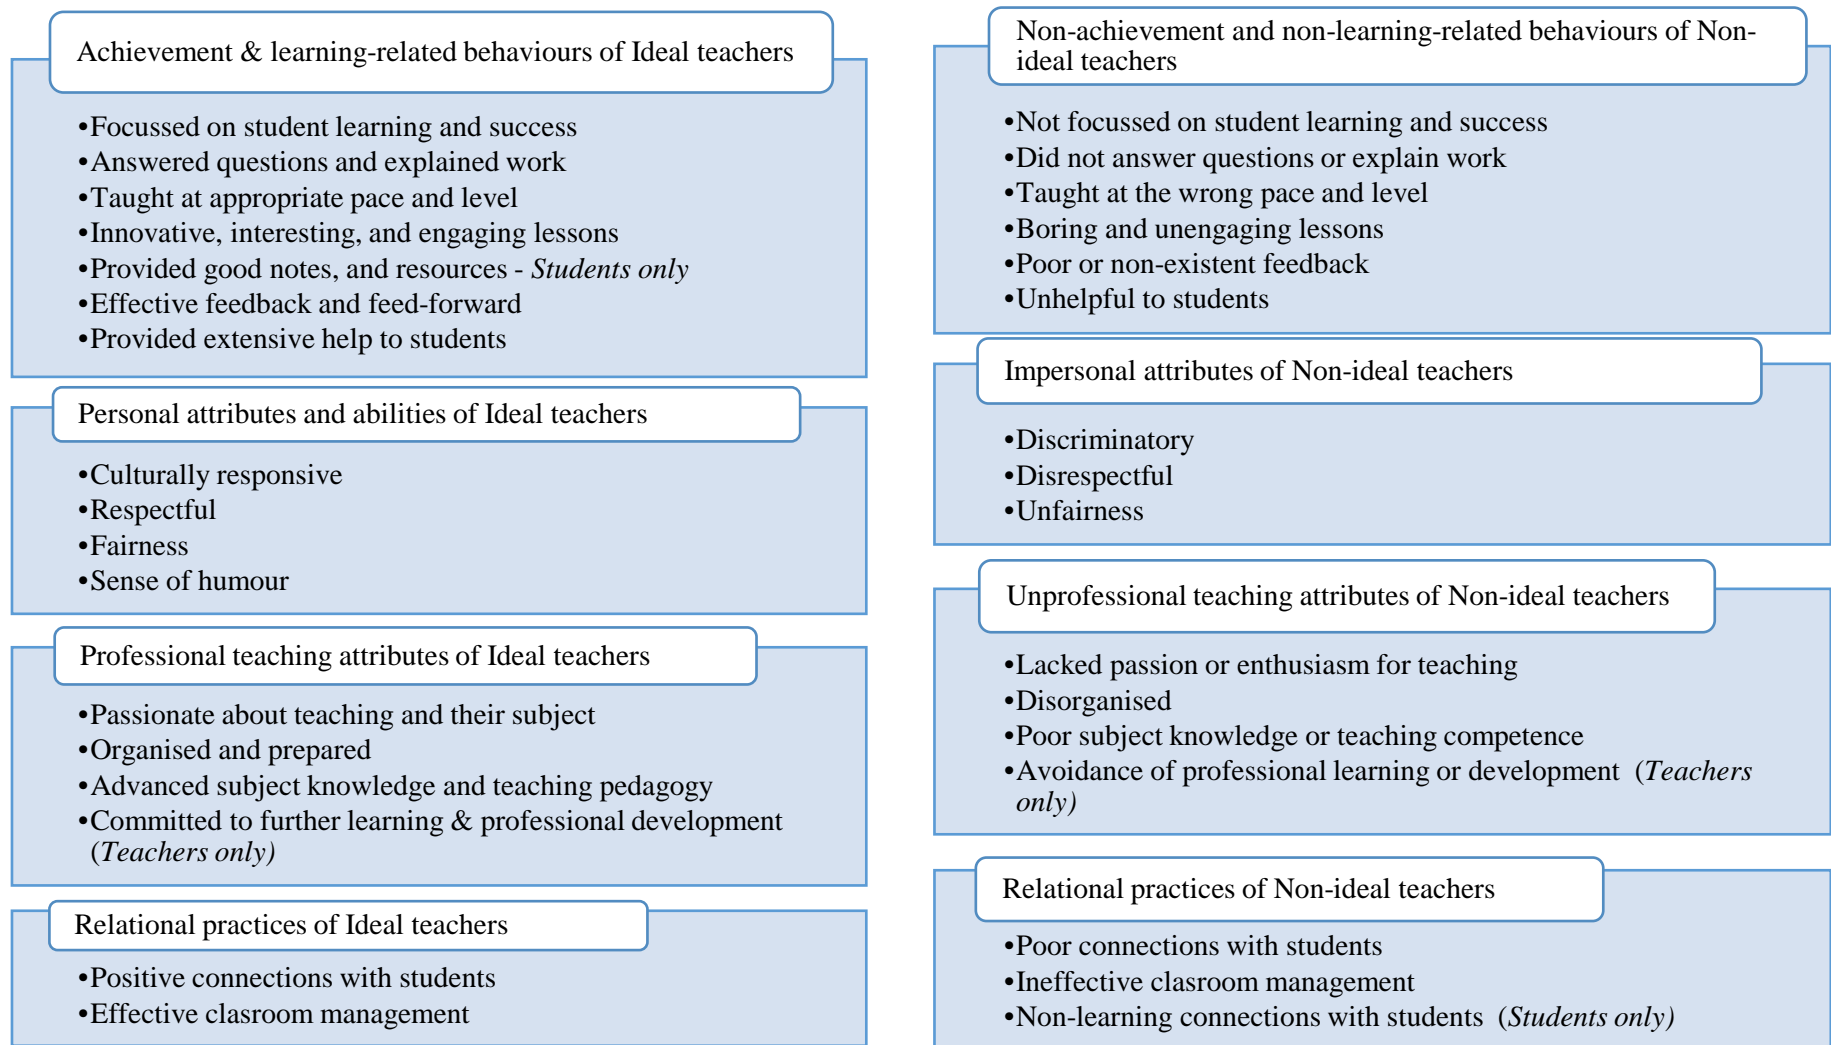 Achievement & learning-related behaviours of Ideal teachers
•Focussed on student learning and success
•Answered questions and explained work
•Taught at appropriate pace and level
•Innovative, interesting, and engaging lessons
•Provided good notes, and resources - Students only
•Effective feedback and feed-forward
•Provided extensive help to students
Personal attributes and abilities of Ideal teachers
•Culturally responsive
•Respectful
•Fairness
•Sense of humour
Professional teaching attributes of Ideal teachers
•Passionate about teaching and their subject
•Organised and prepared
•Advanced subject knowledge and teaching pedagogy
•Committed to further learning & professional development
(Teachers only)
Relational practices of Ideal teachers
•Positive connections with students
•Effective clasroom management
Non-achievement and non-learning-related behaviours of Non-
ideal teachers
•Not focussed on student learning and success
•Did not answer questions or explain work
•Taught at the wrong pace and level
•Boring and unengaging lessons
•Poor or non-existent feedback
•Unhelpful to students
Impersonal attributes of Non-ideal teachers
•Discriminatory
•Disrespectful
•Unfairness
Unprofessional teaching attributes of Non-ideal teachers
•Lacked passion or enthusiasm for teaching
•Disorganised
•Poor subject knowledge or teaching competence
•Avoidance of professional learning or development (Teachers
only)
Relational practices of Non-ideal teachers
•Poor connections with students
•Ineffective clasroom management
•Non-learning connections with students (Students only)